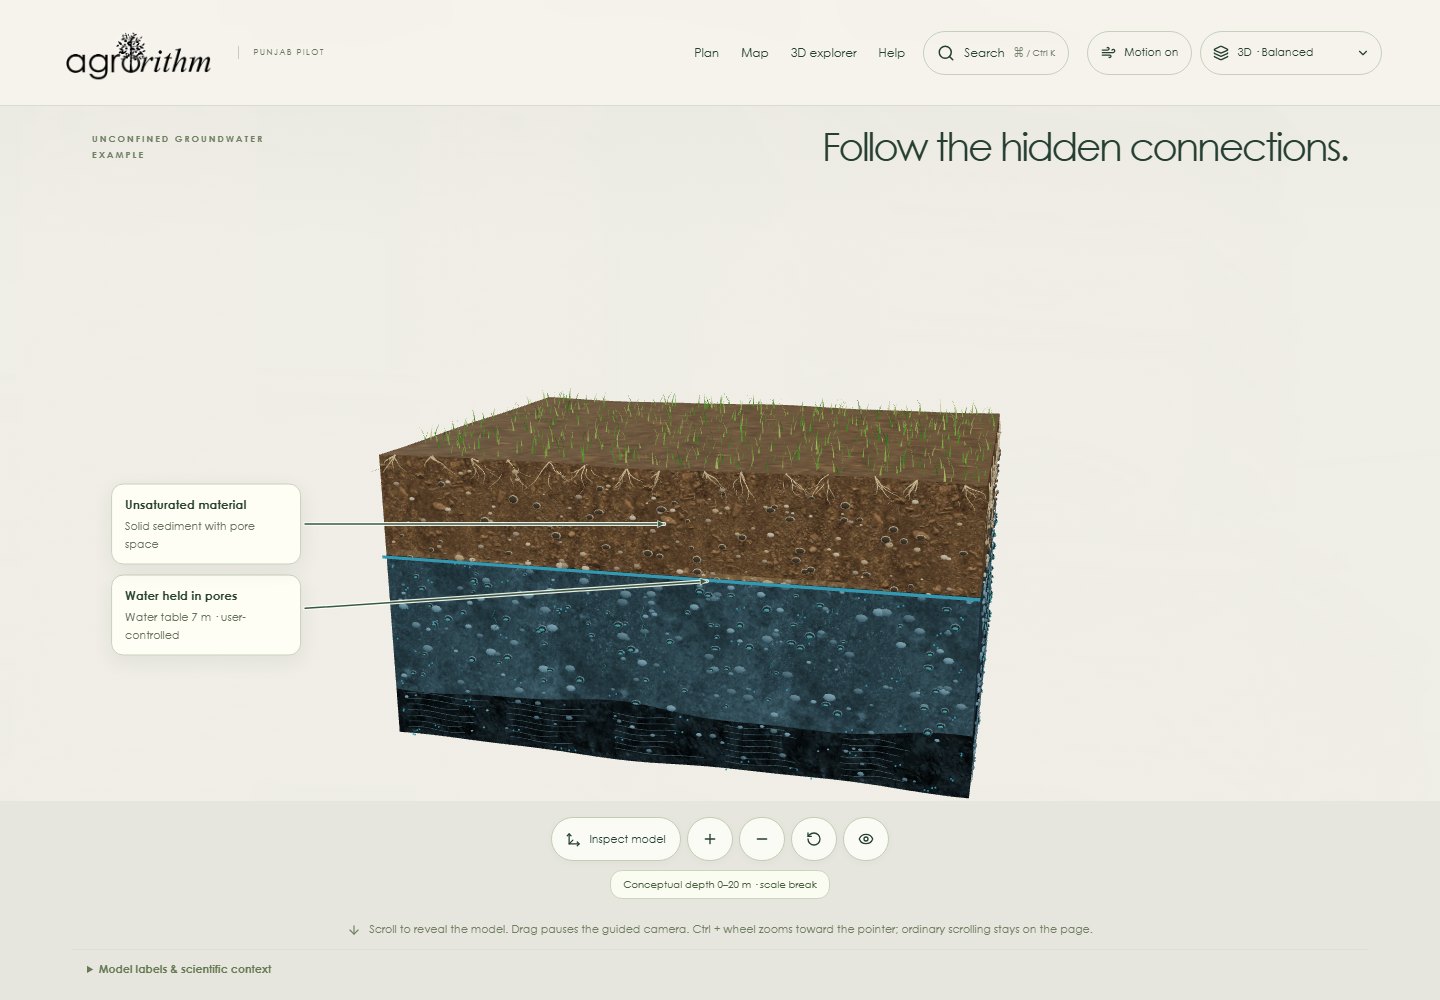 agrorithm
PUNJAB PILOT
Plan
Map
3D explorer
Help
Search ⌘ / Ctrl K
Motion on
3D · Balanced
UNCONFINED GROUNDWATER
EXAMPLE
Follow the hidden connections.
Unsaturated material
Solid sediment with pore
space
Water held in pores
Water table 7 m · user-
controlled
Inspect model
Conceptual depth 0–20 m · scale break
Scroll to reveal the model. Drag pauses the guided camera. Ctrl + wheel zooms toward the pointer; ordinary scrolling stays on the page.
Model labels & scientific context